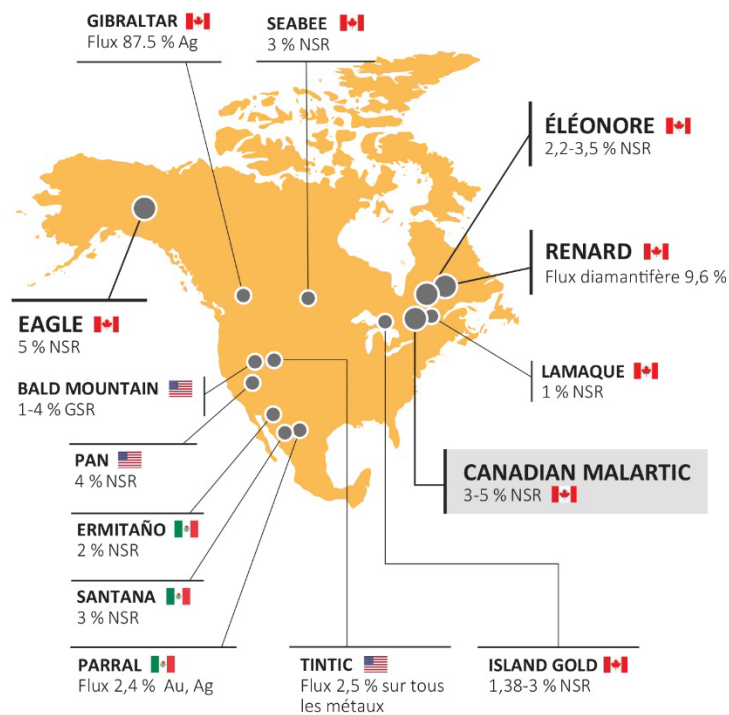 GIBRALTAR
Flux 87.5 % Ag
SEABEE
3 % NSR
ÉLÉONORE
2,2-3,5 % NSR
RENARD
Flux diamantifère 9,6 %
EAGLE
5 % NSR
LAMAQUE
1 % NSR
BALD MOUNTAIN
1-4 % GSR
PAN
4 % NSR
CANADIAN MALARTIC
3-5 % NSR
ERMITAÑO
2 % NSR
SANTANA
3 % NSR
PARRAL
Flux 2,4 % Au, Ag
TINTIC
Flux 2,5 % sur tous
les métaux
ISLAND GOLD
1,38-3 % NSR